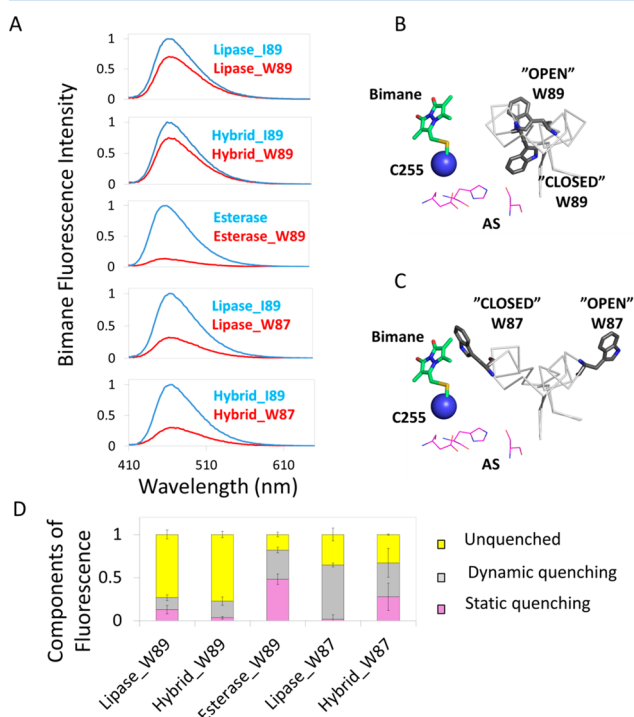 A
Bimane Fluorescence Intensity
1
0.5
0
Lipase_I89
Lipase_W89
1
0.5
0
Hybrid_I89
Hybrid_W89
1
0.5
0
Esterase
Esterase_W89
1
0.5
0
Lipase_I89
Lipase_W87
1
0.5
0
Hybrid_I89
Hybrid_W87
410 510 610
Wavelength (nm)
B
Bimane
C255
AS
”OPEN”
W89
”CLOSED”
W89
C
”CLOSED”
W87
”OPEN”
W87
Bimane
C255
AS
D
Components of
Fluorescence
1
0.5
0
Lipase_W89
Hybrid_W89
Esterase_W89
Lipase_W87
Hybrid_W87
Unquenched
Dynamic quenching
Static quenching